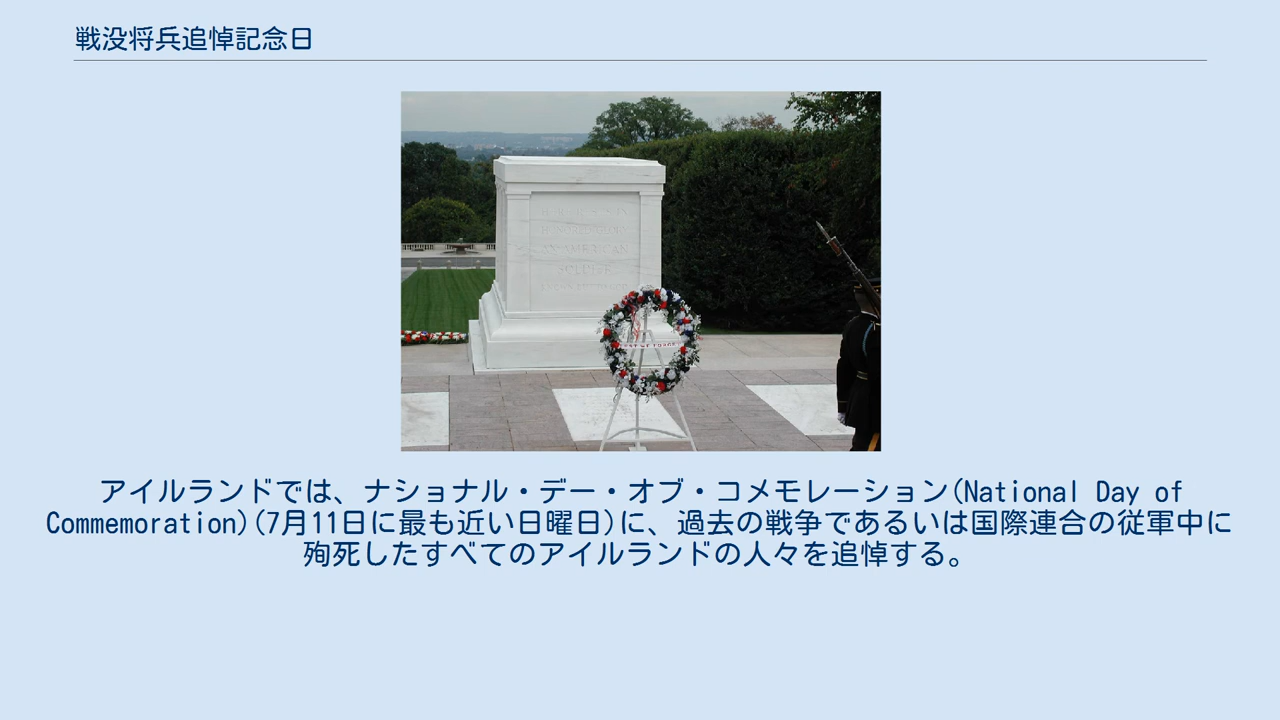 戦没将兵追悼記念日
AN AMERICAN
SOLDIER
アイルランドでは、ナショナル・デー・オブ・コメモレーション(National Day of
Commemoration)(7月11日に最も近い日曜日)に、過去の戦争であるいは国際連合の従軍中に
殉死したすべてのアイルランドの人々を追悼する。